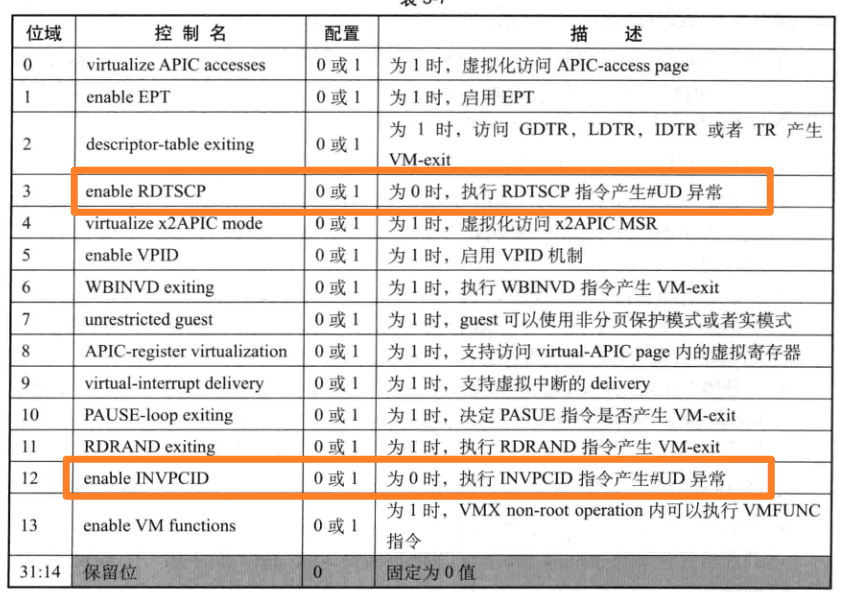 表 3-7
位域 控制名 配置 描述
0 virtualize APIC accesses 0 或 1 为 1 时，虚拟化访问 APIC-access page
1 enable EPT 0 或 1 为 1 时，启用 EPT
2 descriptor-table exiting 0 或 1 为 1 时，访问 GDTR，LDTR，IDTR 或者 TR 产生
VM-exit
3 enable RDTSCP 0 或 1 为 0 时，执行 RDTSCP 指令产生#UD 异常
4 virtualize x2APIC mode 0 或 1 为 1 时，虚拟化访问 x2APIC MSR
5 enable VPID 0 或 1 为 1 时，启用 VPID 机制
6 WBINVD exiting 0 或 1 为 1 时，执行 WBINVD 指令产生 VM-exit
7 unrestricted guest 0 或 1 为 1 时，guest 可以使用非分页保护模式或者实模式
8 APIC-register virtualization 0 或 1 为 1 时，支持访问 virtual-APIC page 内的虚拟寄存器
9 virtual-interrupt delivery 0 或 1 为 1 时，支持虚拟中断的 delivery
10 PAUSE-loop exiting 0 或 1 为 1 时，决定 PASUE 指令是否产生 VM-exit
11 RDRAND exiting 0 或 1 为 1 时，执行 RDRAND 指令产生 VM-exit
12 enable INVPCID 0 或 1 为 0 时，执行 INVPCID 指令产生#UD 异常
13 enable VM functions 0 或 1 为 1 时，VMX non-root operation 内可以执行 VMFUNC
指令
31:14 保留位 0 固定为 0 值